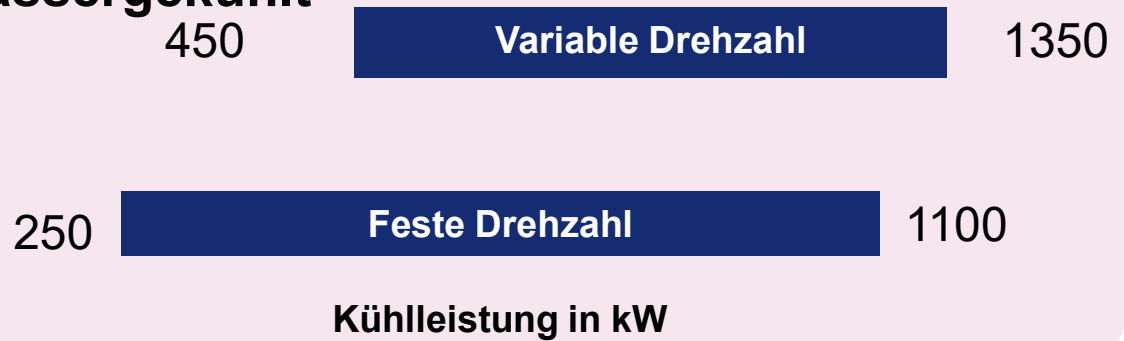 450 Variable Drehzahl 1350
250 Feste Drehzahl 1100
Kühlleistung in kW